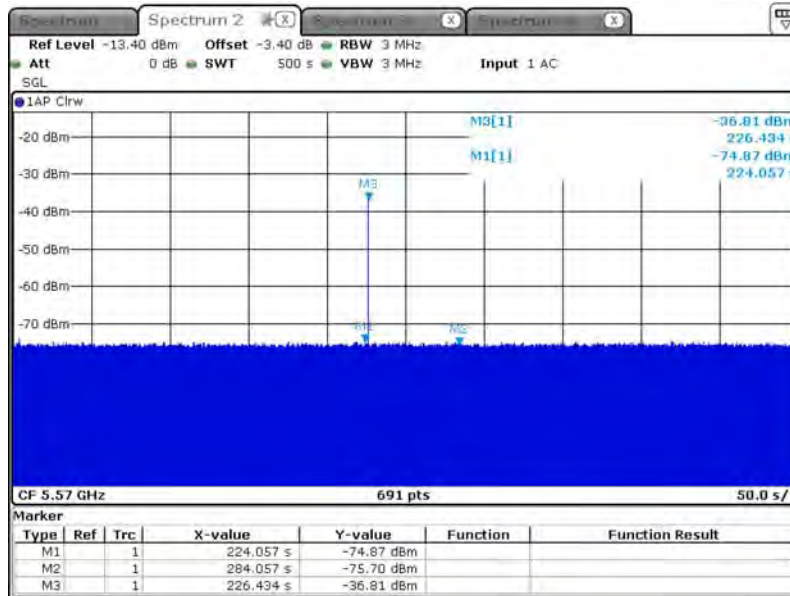 Spectrum 2 X X X
Ref Level -13.40 dBm Offset -3.40 dB RBW 3 MHz
Att 0 dB SWT 500 s VBW 3 MHz Input 1 AC
SGL
1AP Clrw
M3[1] -36.81 dBm
226.434
M1[1] -74.87 dBm
224.057 s
-20 dBm
-30 dBm
M3
-40 dBm
-50 dBm
-60 dBm
-70 dBm
M2
CF 5.57 GHz 691 pts 50.0 s/
Marker
Type Ref Trc X-value Y-value Function Function Result
M1 1 224.057 s -74.87 dBm
M2 1 284.057 s -75.70 dBm
M3 1 226.434 s -36.81 dBm